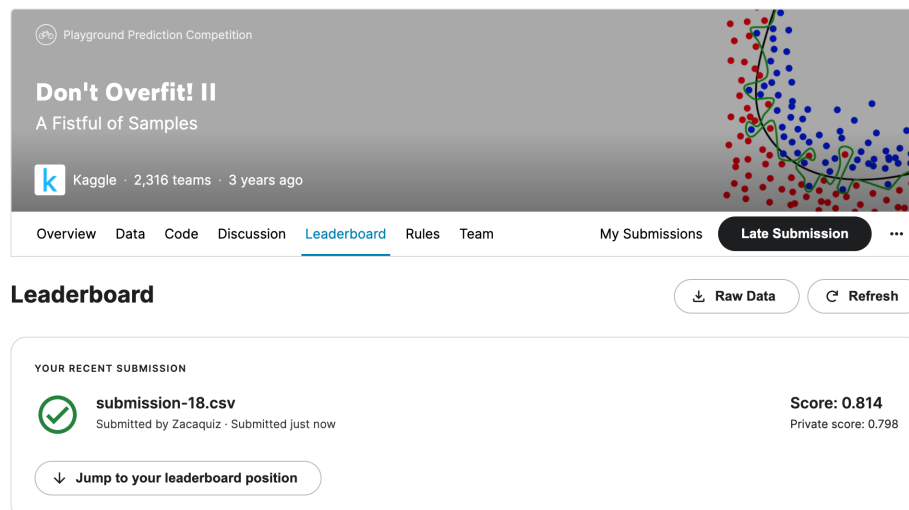 Playground Prediction Competition
Don't Overfit! II
A Fistful of Samples
k Kaggle · 2,316 teams · 3 years ago
Overview Data Code Discussion Leaderboard Rules Team My Submissions Late Submission ···
Leaderboard Raw Data Refresh
YOUR RECENT SUBMISSION
submission-18.csv Score: 0.814
Submitted by Zacaquiz · Submitted just now Private score: 0.798
Jump to your leaderboard position